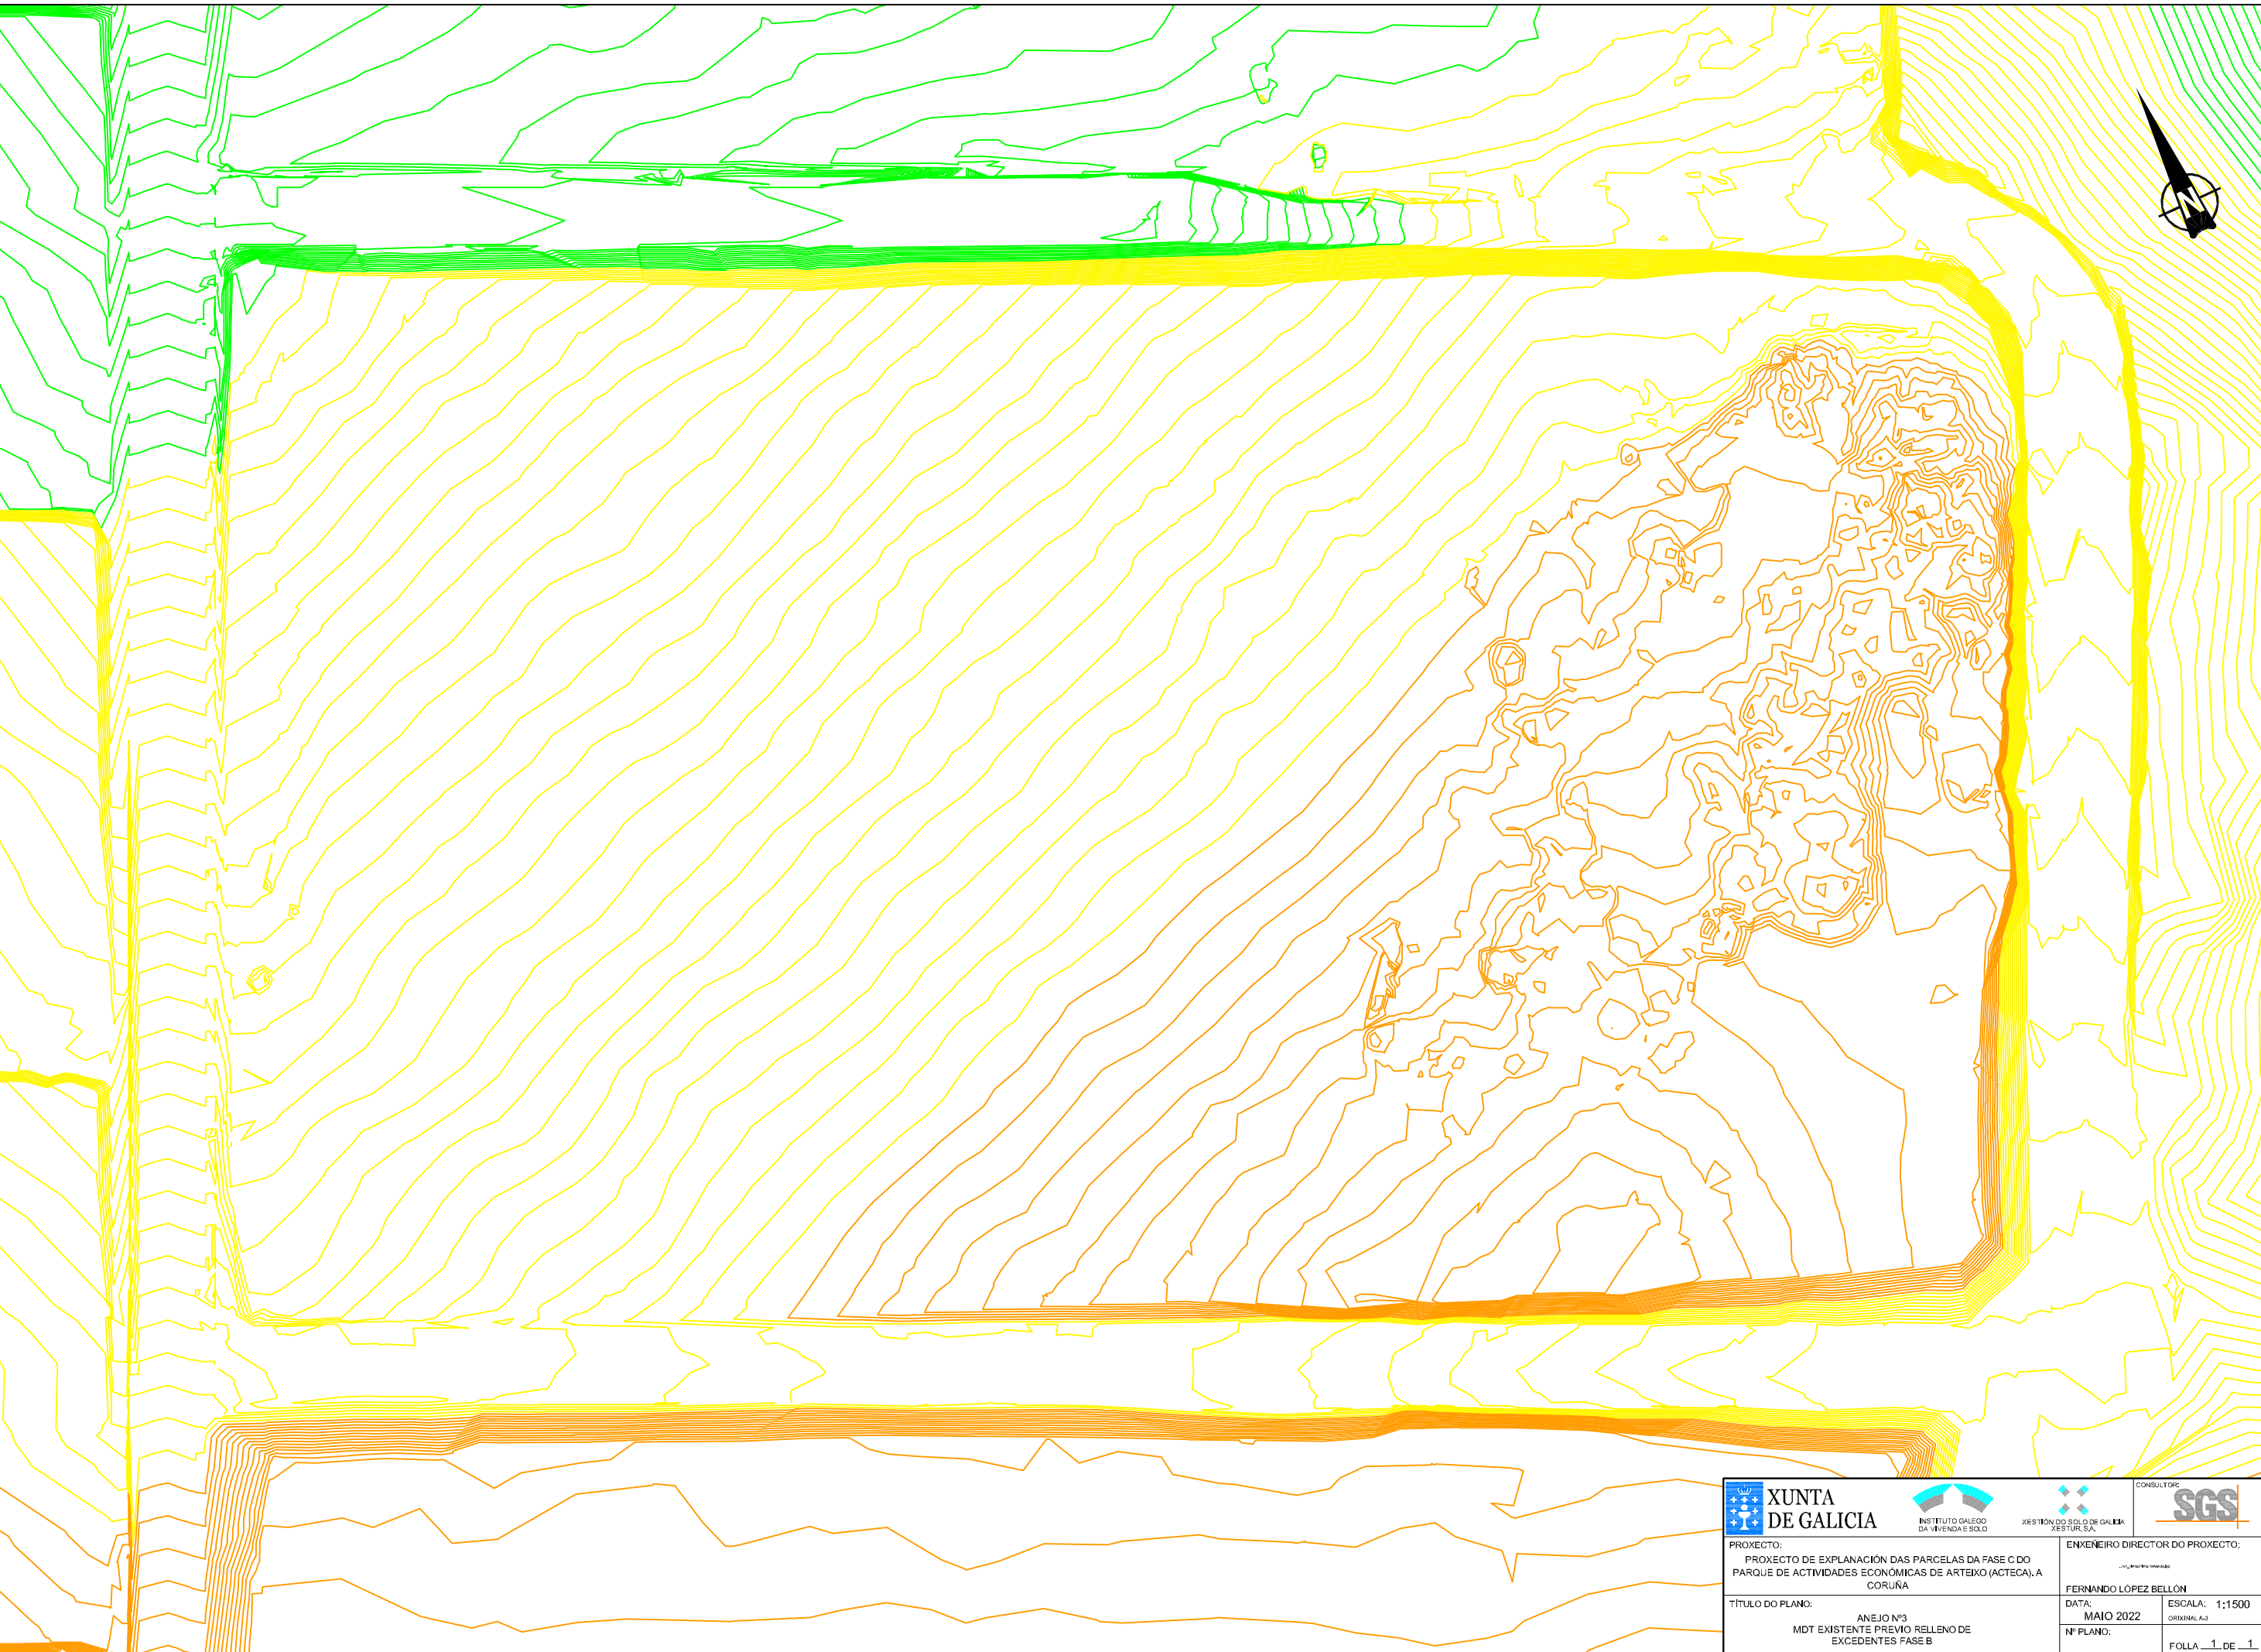 XUNTA
DE GALICIA
INSTITUTO GALEGO
DA VIVENDA E SOLO
XESTIÓN DO SOLO DE GALICIA
XESTUR, S.A.
CONSULTOR:
SGS
PROXECTO:
PROXECTO DE EXPLANACIÓN DAS PARCELAS DA FASE C DO
PARQUE DE ACTIVIDADES ECONÓMICAS DE ARTEIXO (ACTECA). A
CORUÑA
ENXEÑEIRO DIRECTOR DO PROXECTO:
FERNANDO LÓPEZ BELLÓN
TÍTULO DO PLANO:
ANEJO Nº3
MDT EXISTENTE PREVIO RELLENO DE
EXCEDENTES FASE B
DATA:
MAIO 2022
ESCALA: 1:1500
ORIXINAL A-3
Nº PLANO:
FOLLA 1 DE 1